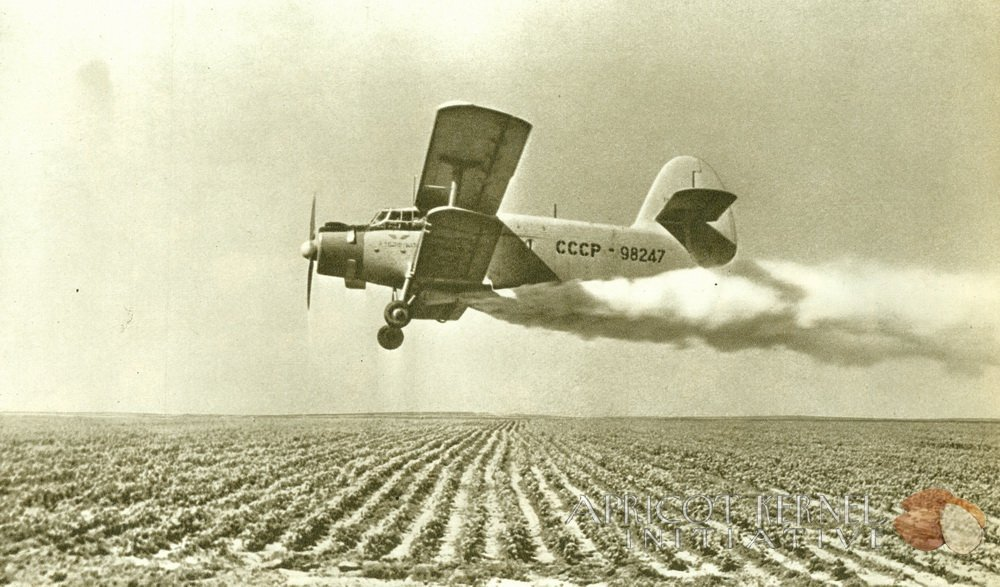 СССР - 98247
APRICOT KERNEL
INITIATIVE